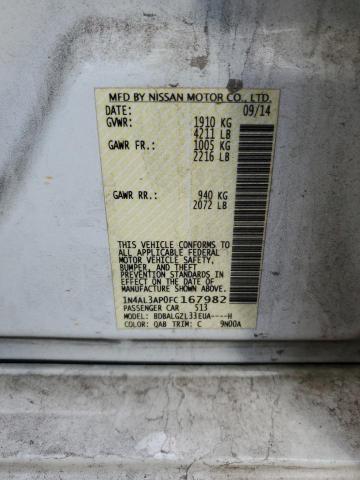 MFD BY NISSAN MOTOR CO., LTD.
DATE: 09/14
GVWR: 1910 KG
4211 LB
GAWR FR.: 1005 KG
2216 LB
GAWR RR.: 940 KG
2072 LB
THIS VEHICLE CONFORMS TO
ALL APPLICABLE FEDERAL
MOTOR VEHICLE SAFETY,
BUMPER, AND THEFT
PREVENTION STANDARDS IN
EFFECT ON THE DATE OF
MANUFACTURE SHOWN ABOVE.
1N4AL3AP0FC167982
PASSENGER CAR 513
MODEL: BDBALGZL33EUA----H
COLOR: QAB TRIM: C 9N00A